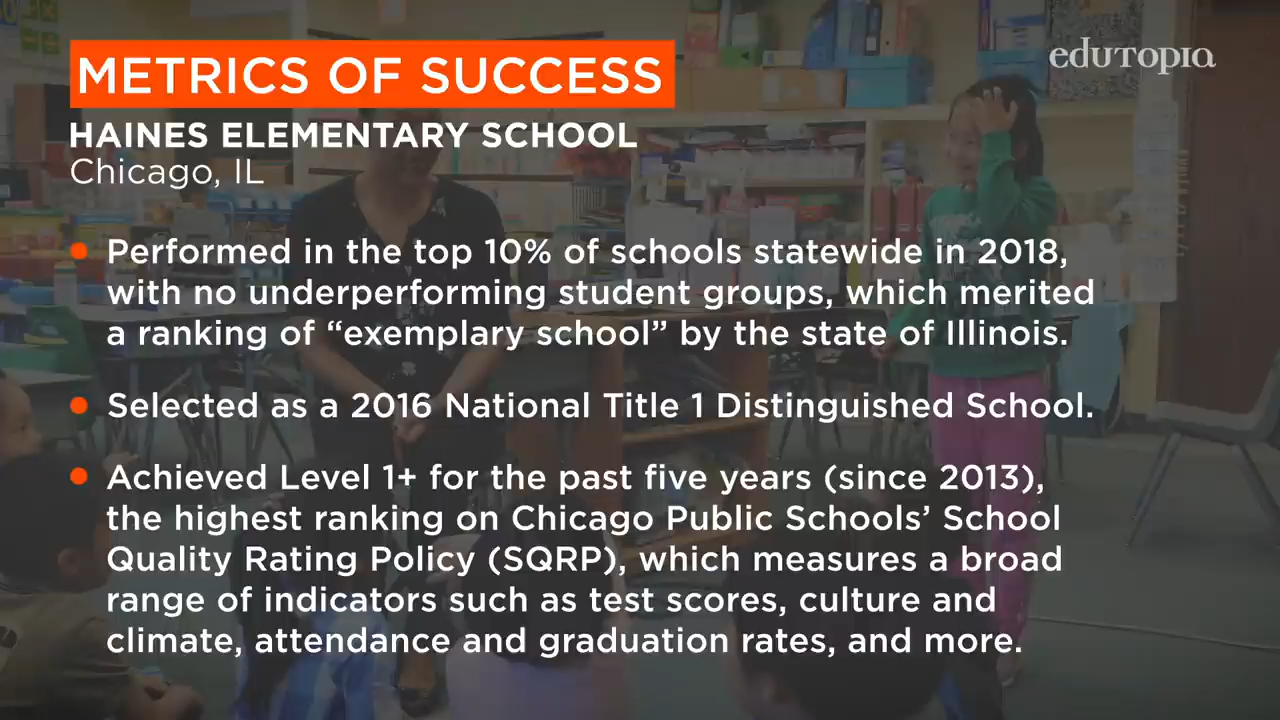 METRICS OF SUCCESS
edutopia
HAINES ELEMENTARY SCHOOL
Chicago, IL
• Performed in the top 10% of schools statewide in 2018,
with no underperforming student groups, which merited
a ranking of “exemplary school” by the state of Illinois.
• Selected as a 2016 National Title 1 Distinguished School.
• Achieved Level 1+ for the past five years (since 2013),
the highest ranking on Chicago Public Schools’ School
Quality Rating Policy (SQRP), which measures a broad
range of indicators such as test scores, culture and
climate, attendance and graduation rates, and more.